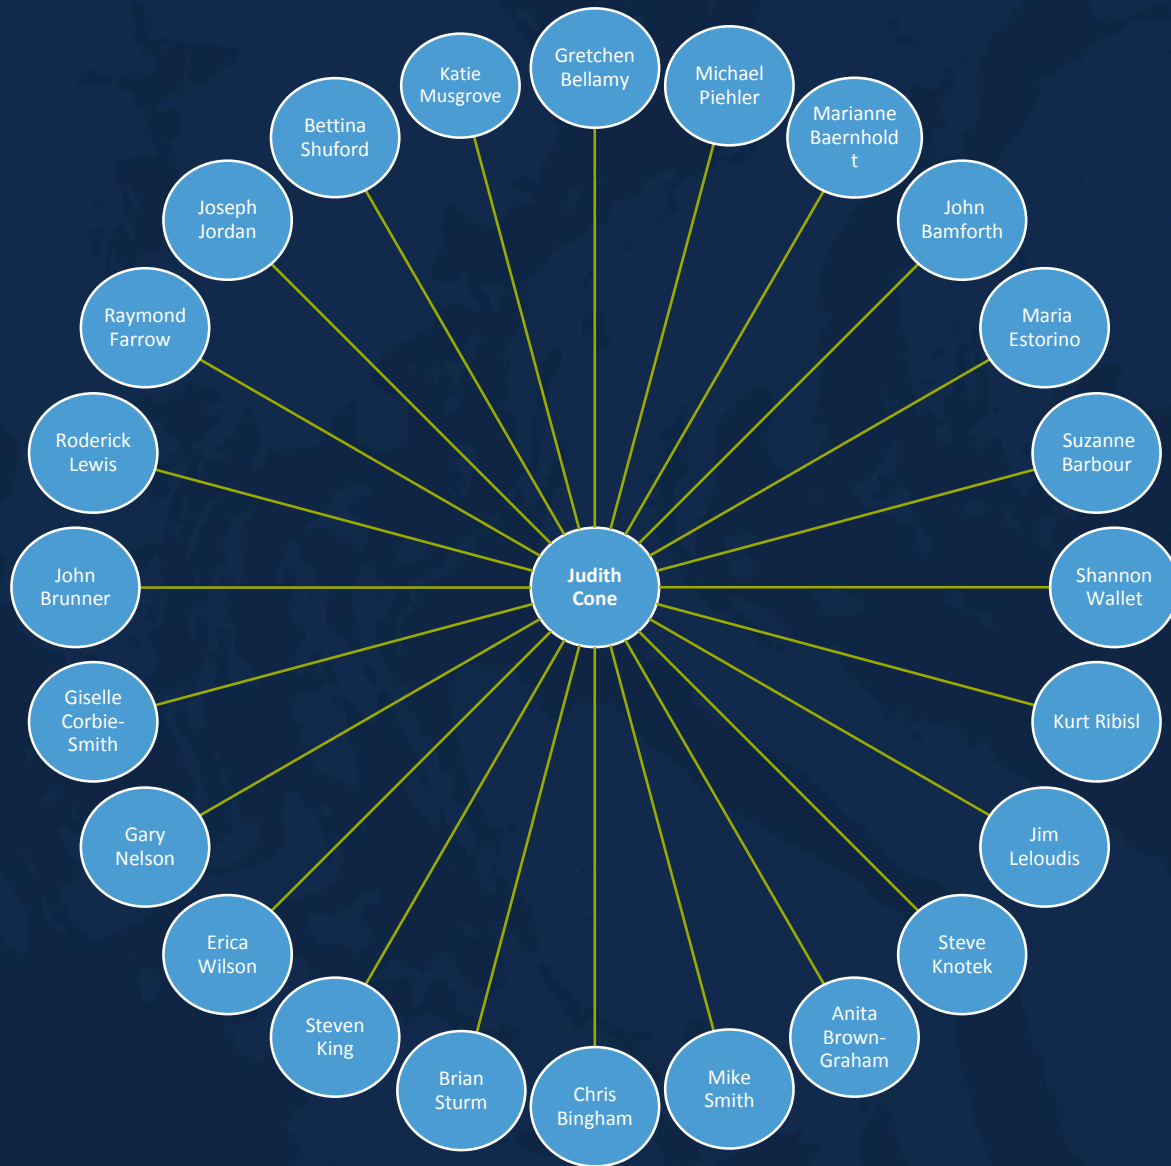 Gretchen
Bellamy
Michael
Piehler
Marianne
Baernhold
t
John
Bamforth
Maria
Estorino
Suzanne
Barbour
Shannon
Wallet
Kurt Ribisl
Jim
Leloudis
Steve
Knotek
Anita
Brown-
Graham
Mike
Smith
Chris
Bingham
Brian
Sturm
Steven
King
Erica
Wilson
Gary
Nelson
Giselle
Corbie-
Smith
John
Brunner
Roderick
Lewis
Raymond
Farrow
Joseph
Jordan
Bettina
Shuford
Katie
Musgrove
Judith
Cone